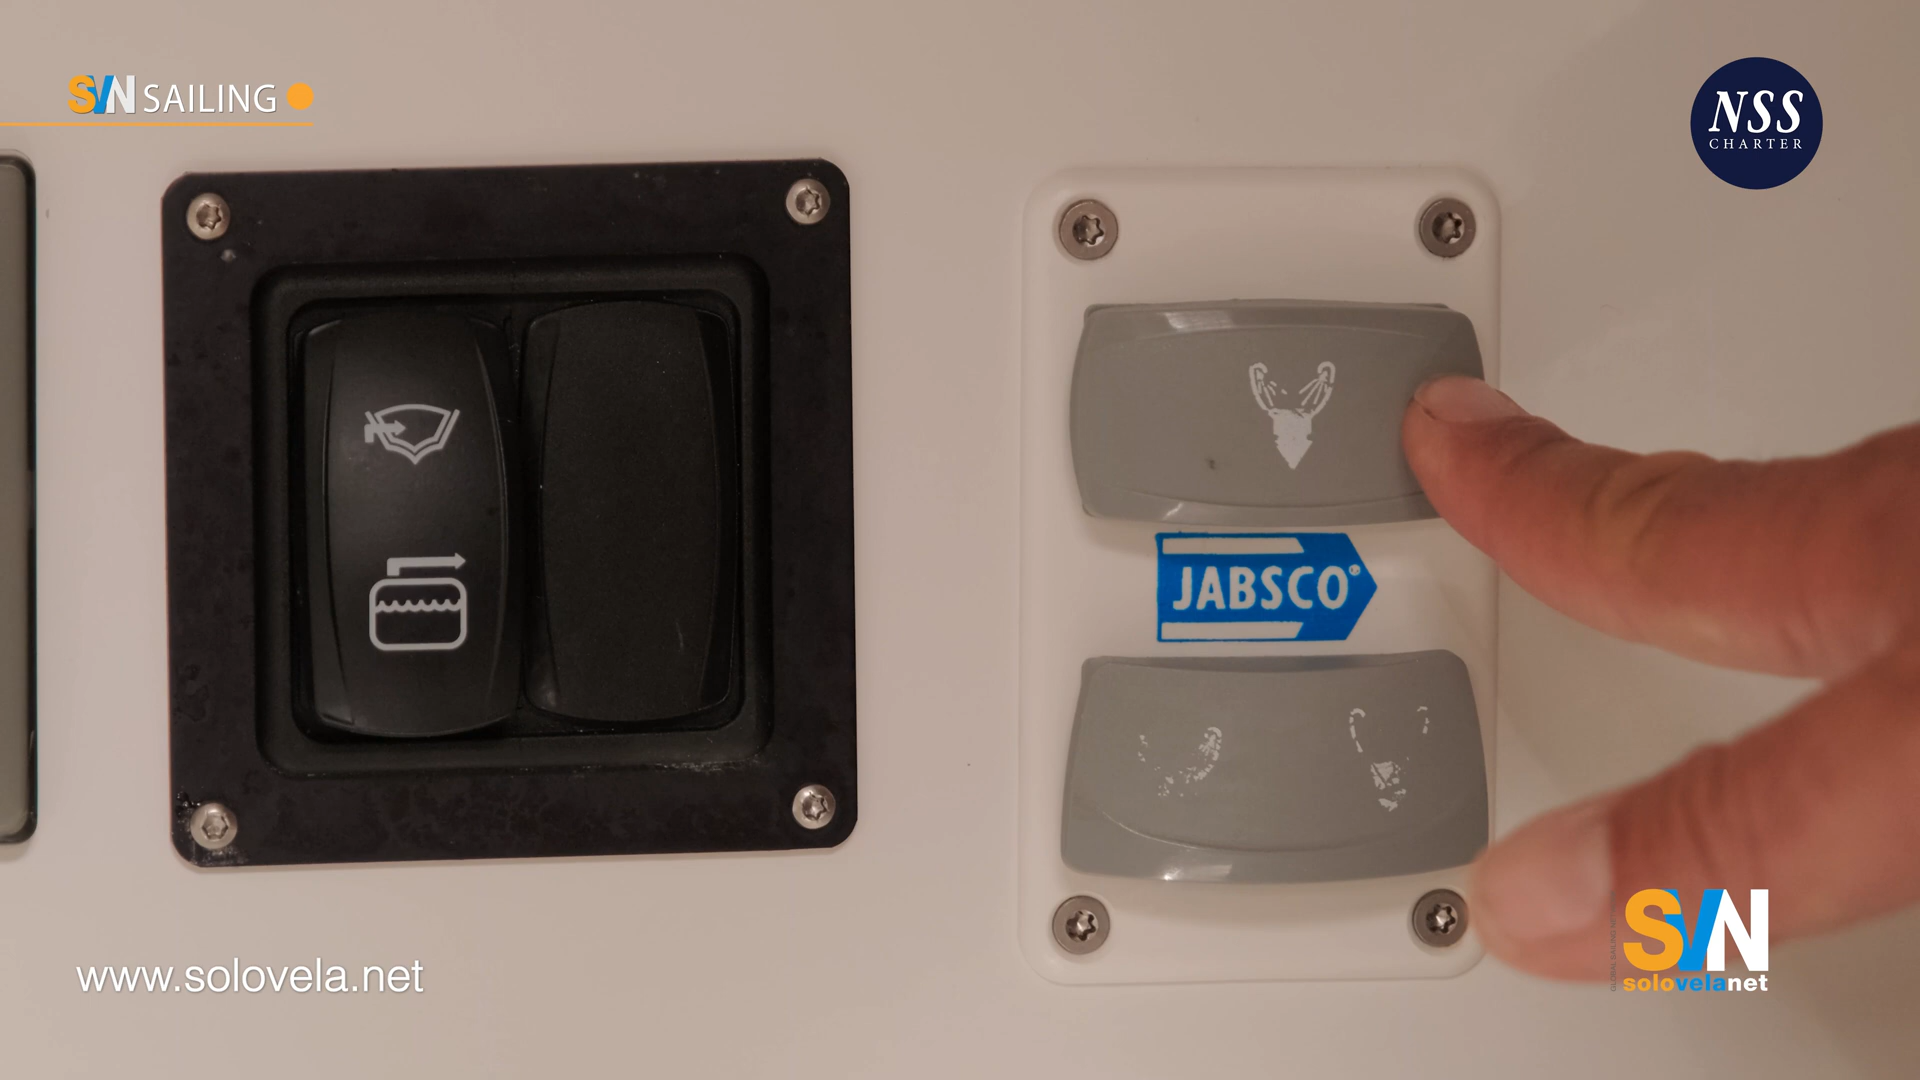 SVN SAILING
NSS
CHARTER
JABSCO
www.solovela.net
SVN
solovelanet